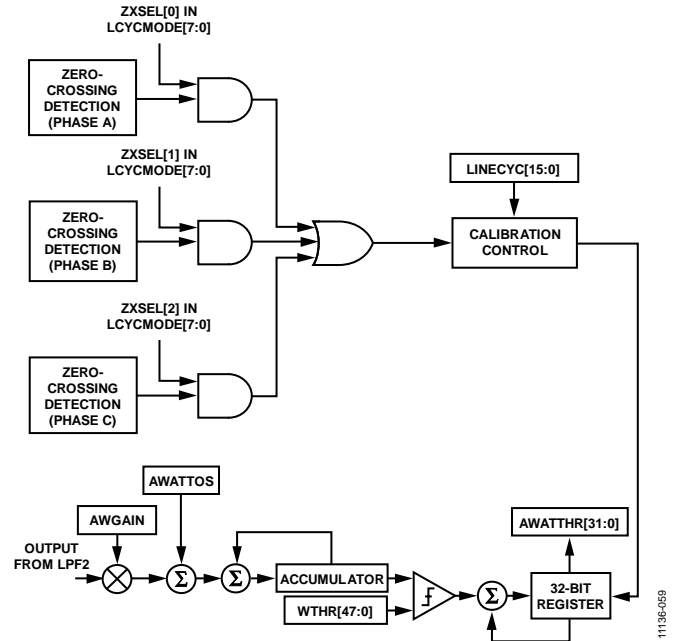 ZXSEL[0] IN
LCYCMODE[7:0]
ZERO-
CROSSING
DETECTION
(PHASE A)
ZXSEL[1] IN
LCYCMODE[7:0]
ZERO-
CROSSING
DETECTION
(PHASE B)
LINECYC[15:0]
CALIBRATION
CONTROL
ZXSEL[2] IN
LCYCMODE[7:0]
ZERO-
CROSSING
DETECTION
(PHASE C)
AWATTOS
AWGAIN
AWATTHR[31:0]
OUTPUT
FROM LPF2
Σ
Σ
ACCUMULATOR
WTHR[47:0]
Σ
32-BIT
REGISTER
11136-059